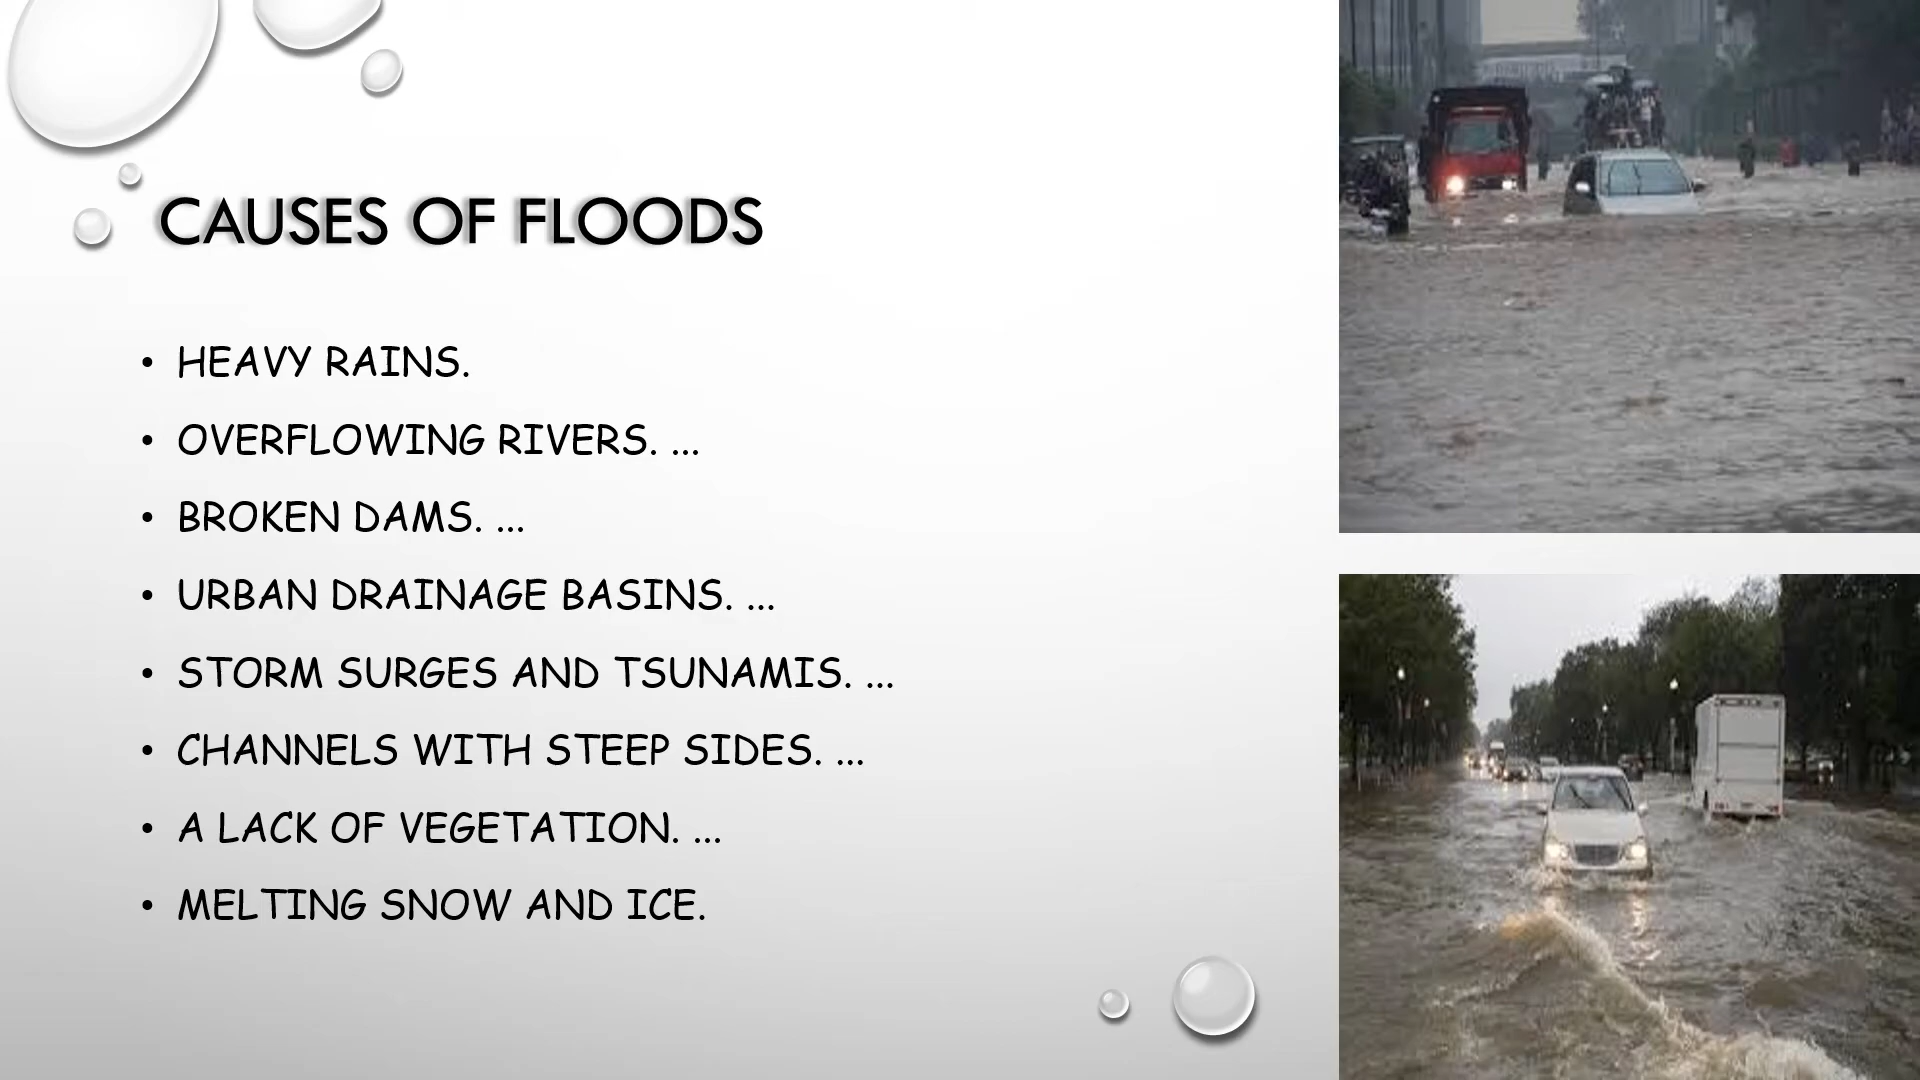 CAUSES OF FLOODS
• HEAVY RAINS.
• OVERFLOWING RIVERS. ...
• BROKEN DAMS. ...
• URBAN DRAINAGE BASINS. ...
• STORM SURGES AND TSUNAMIS. ...
• CHANNELS WITH STEEP SIDES. ...
• A LACK OF VEGETATION. ...
• MELTING SNOW AND ICE.